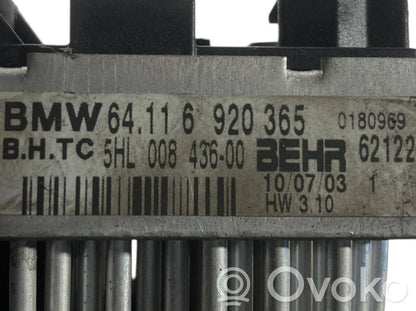 BMW 64.11 6 920 365 0180969
B.H.TC 5HL 008 436-00 BEHR 62122
10/07/03 1
HW 3.10
Ovoko